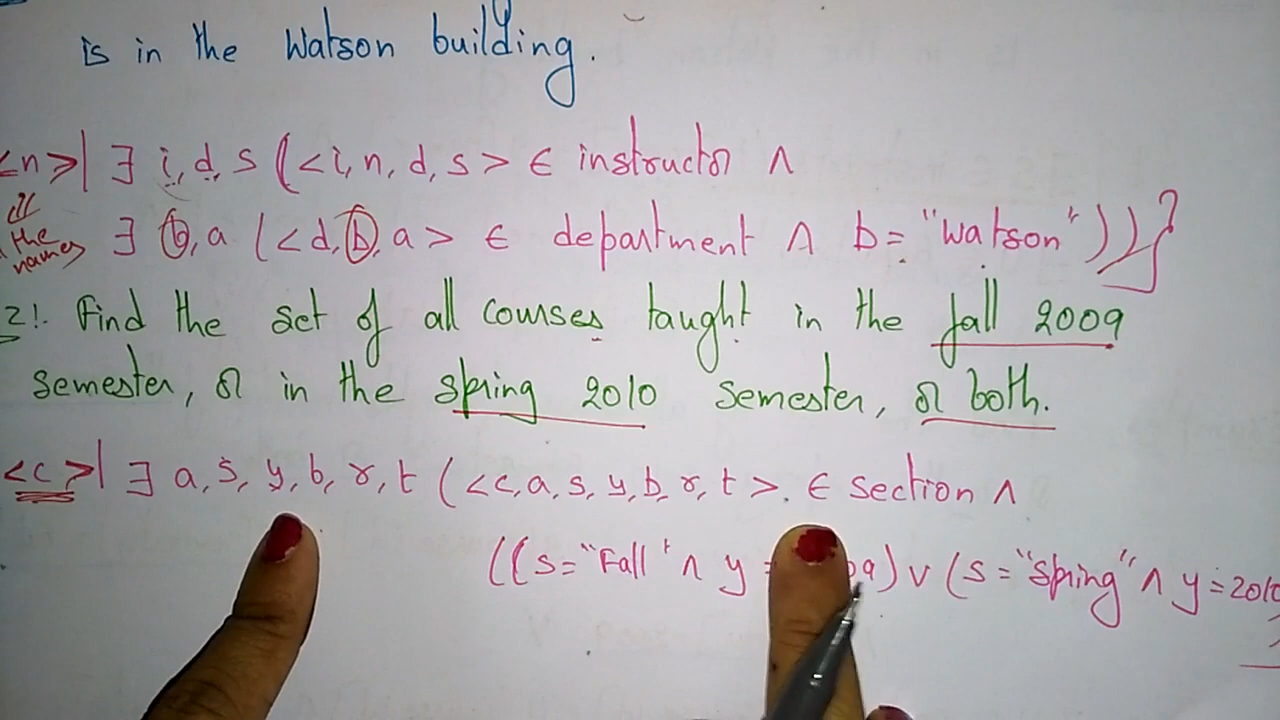 is in the Watson building.
<n>| ∃ i, d, s (<i, n, d, s> ∈ instructor ∧
the names
∃ b, a (<d, b, a> ∈ department ∧ b = "Watson"))}
2!. Find the set of all courses taught in the fall 2009
semester, or in the spring 2010 semester, or both.
<c>| ∃ a, s, y, b, r, t (<c, a, s, y, b, r, t>. ∈ section ∧
((s = "Fall" ∧ y = 9) ∨ (s = "Spring" ∧ y = 2010